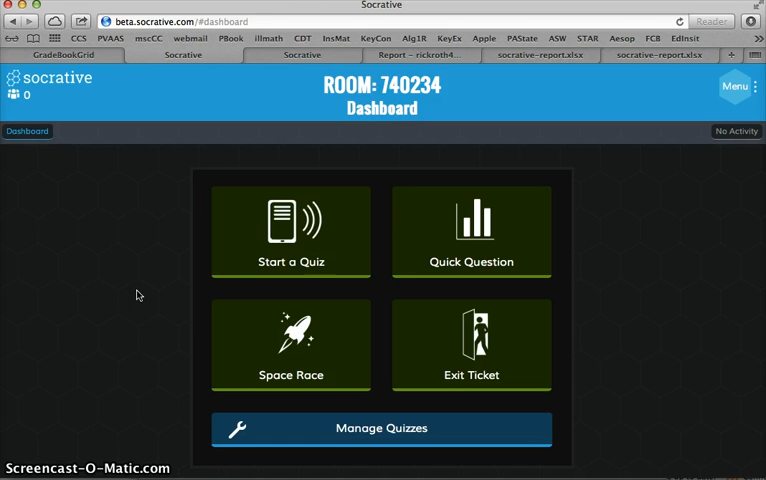 Socrative
beta.socrative.com/#dashboard
Reader
CCS PVAAS mscCC webmail PBook illmath CDT InsMat KeyCon Alg1R KeyEx Apple PAState ASW STAR Aesop FCB EdInsit
GradeBookGrid Socrative Socrative Report – rickroth4... socrative-report.xlsx socrative-report.xlsx
socrative
0
ROOM: 740234
Dashboard
Menu
Dashboard
No Activity
Start a Quiz
Quick Question
Space Race
Exit Ticket
Manage Quizzes
Screencast-O-Matic.com